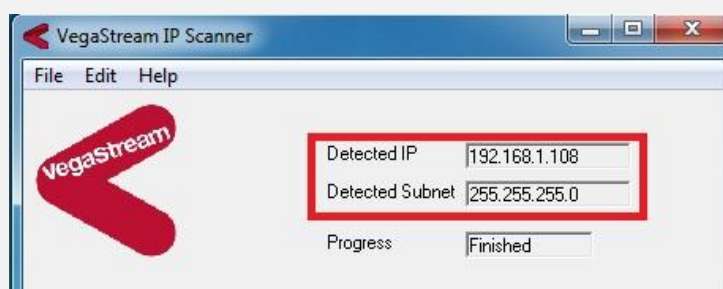 VegaStream IP Scanner
File Edit Help
vegastream
Detected IP 192.168.1.108
Detected Subnet 255.255.255.0
Progress Finished